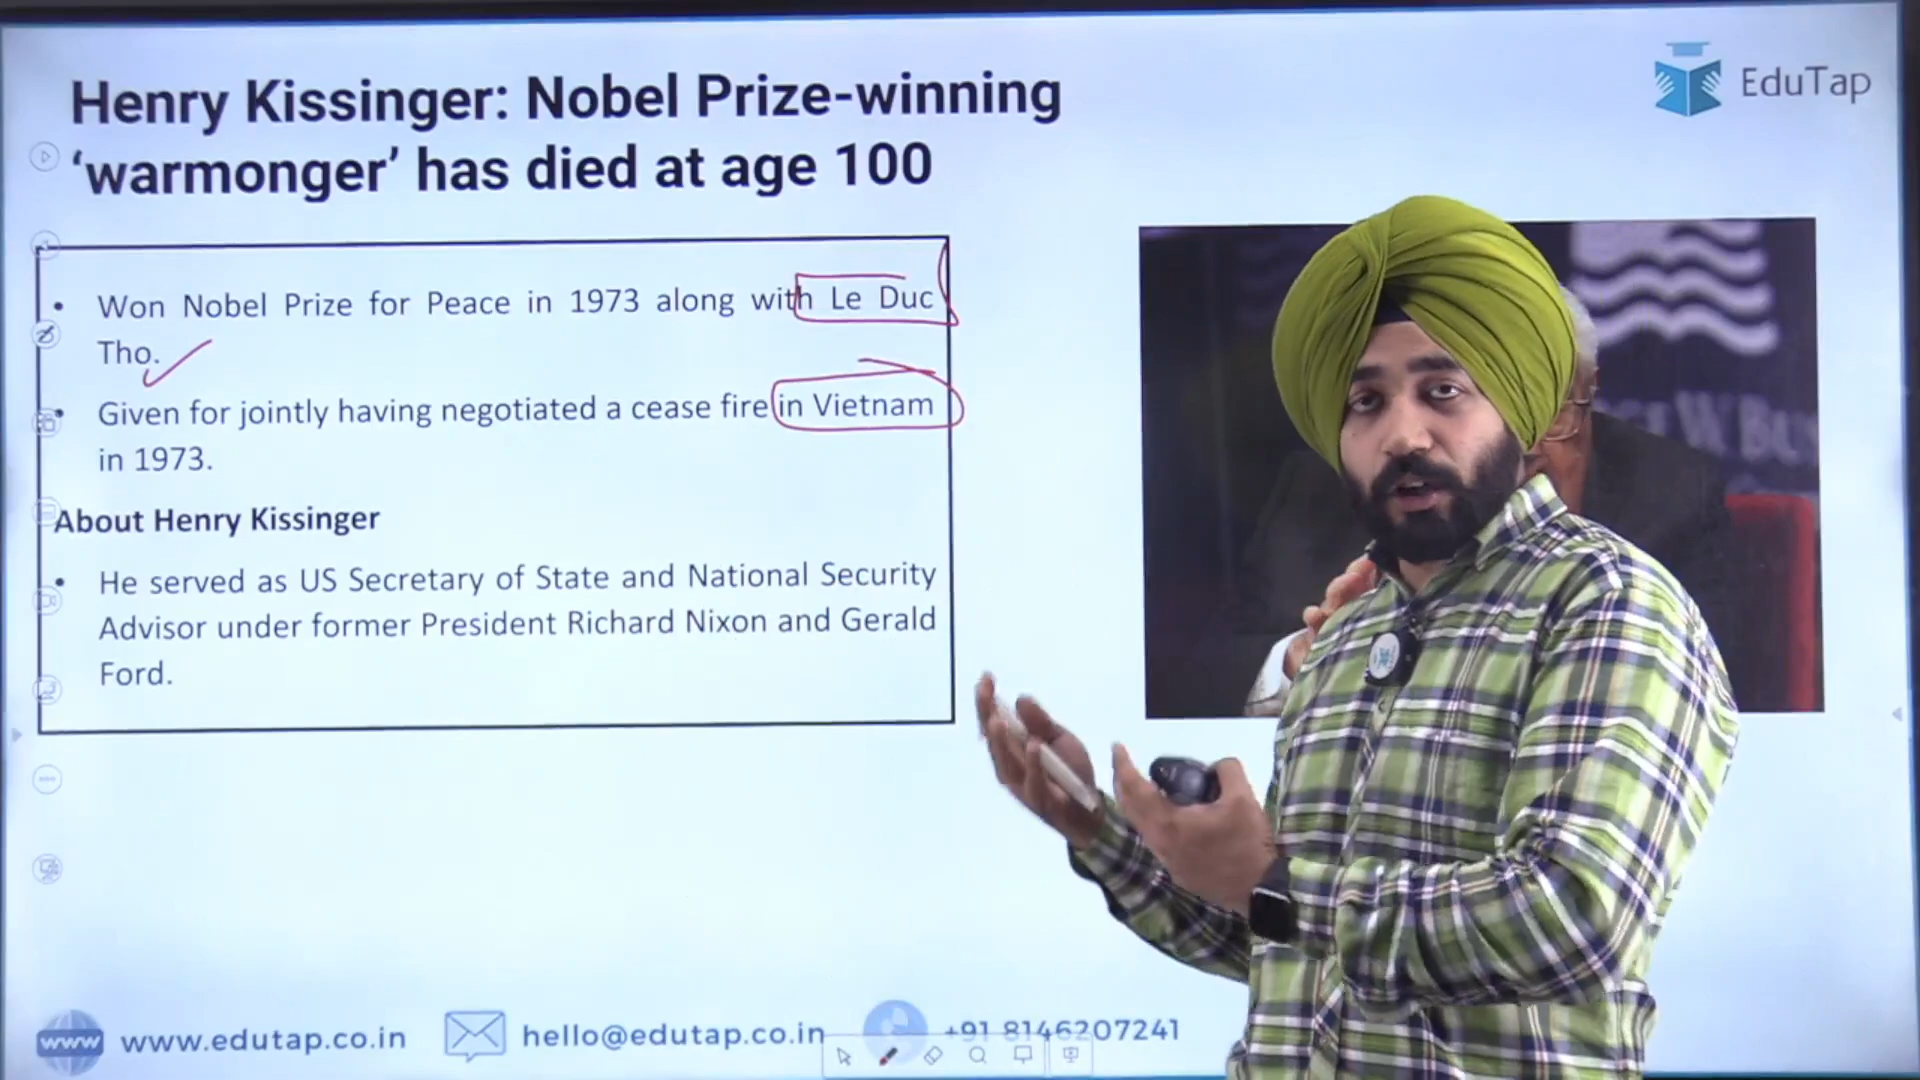 Henry Kissinger: Nobel Prize-winning
‘warmonger’ has died at age 100
EduTap
• Won Nobel Prize for Peace in 1973 along with Le Duc
Tho.
• Given for jointly having negotiated a cease fire in Vietnam
in 1973.
About Henry Kissinger
• He served as US Secretary of State and National Security
Advisor under former President Richard Nixon and Gerald
Ford.
www www.edutap.co.in hello@edutap.co.in +91 8146207241